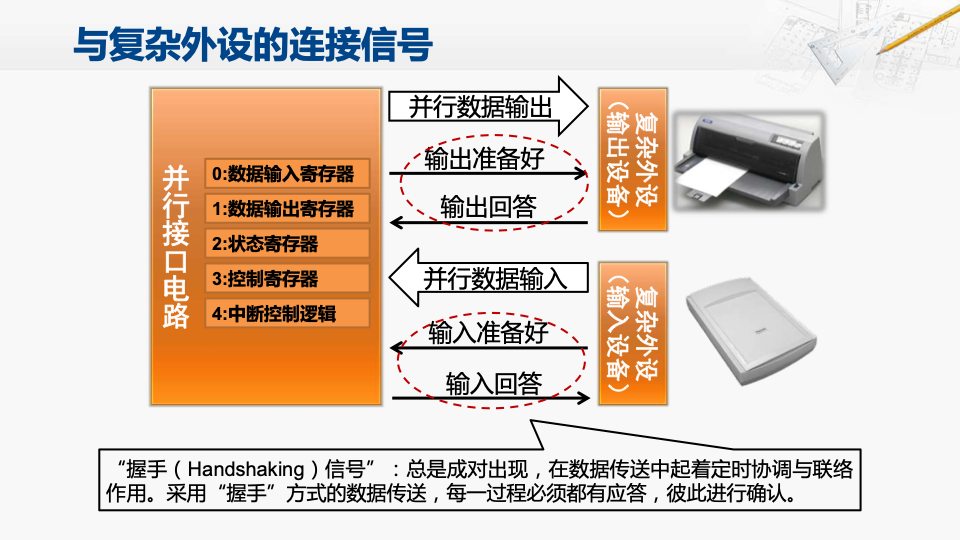 与复杂外设的连接信号
并行接口电路
0:数据输入寄存器
1:数据输出寄存器
2:状态寄存器
3:控制寄存器
4:中断控制逻辑
并行数据输出
输出准备好
输出回答
复杂外设
（输出设备）
并行数据输入
输入准备好
输入回答
复杂外设
（输入设备）
“握手（Handshaking）信号”：总是成对出现，在数据传送中起着定时协调与联络
作用。采用“握手”方式的数据传送，每一过程必须都有应答，彼此进行确认。